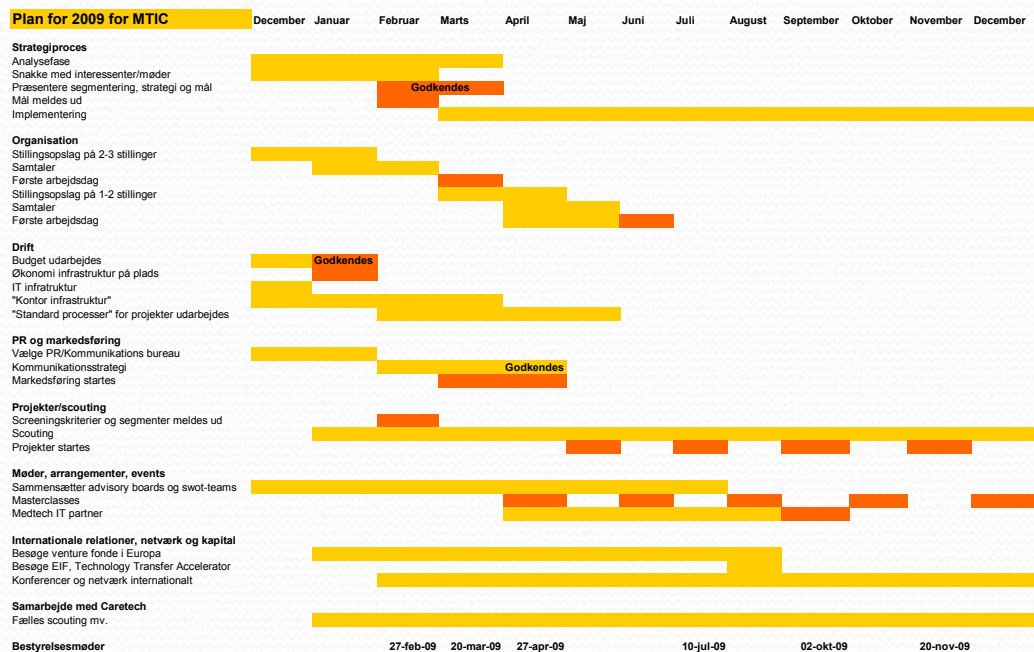 Plan for 2009 for MTIC December Januar Februar Marts April Maj Juni Juli August September Oktober November December
Strategiproces
Analysefase
Snakke med interessenter/møder
Præsentere segmentering, strategi og mål Godkendes
Mål meldes ud
Implementering
Organisation
Stillingsopslag på 2-3 stillinger
Samtaler
Første arbejdsdag
Stillingsopslag på 1-2 stillinger
Samtaler
Første arbejdsdag
Drift
Budget udarbejdes Godkendes
Økonomi infrastruktur på plads
IT infratruktur
"Kontor infrastruktur"
"Standard processer" for projekter udarbejdes
PR og markedsføring
Vælge PR/Kommunikations bureau
Kommunikationsstrategi Godkendes
Markedsføring startes
Projekter/scouting
Screeningskriterier og segmenter meldes ud
Scouting
Projekter startes
Møder, arrangementer, events
Sammensætter advisory boards og swot-teams
Masterclasses
Medtech IT partner
Internationale relationer, netværk og kapital
Besøge venture fonde i Europa
Besøge EIF, Technology Transfer Accelerator
Konferencer og netværk internationalt
Samarbejde med Caretech
Fælles scouting mv.
Bestyrelsesmøder 27-feb-09 20-mar-09 27-apr-09 10-jul-09 02-okt-09 20-nov-09